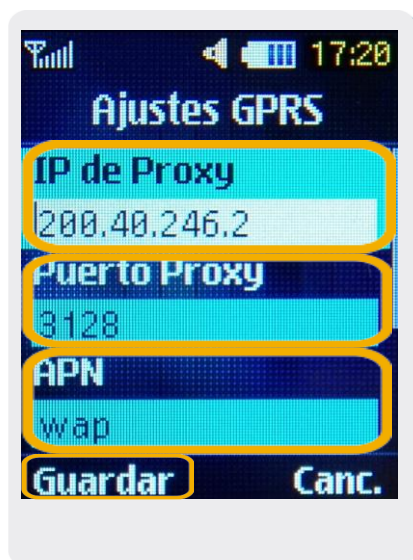 17:20
Ajustes GPRS
IP de Proxy
200.40.246.2
Puerto Proxy
3128
APN
wap
Guardar Canc.